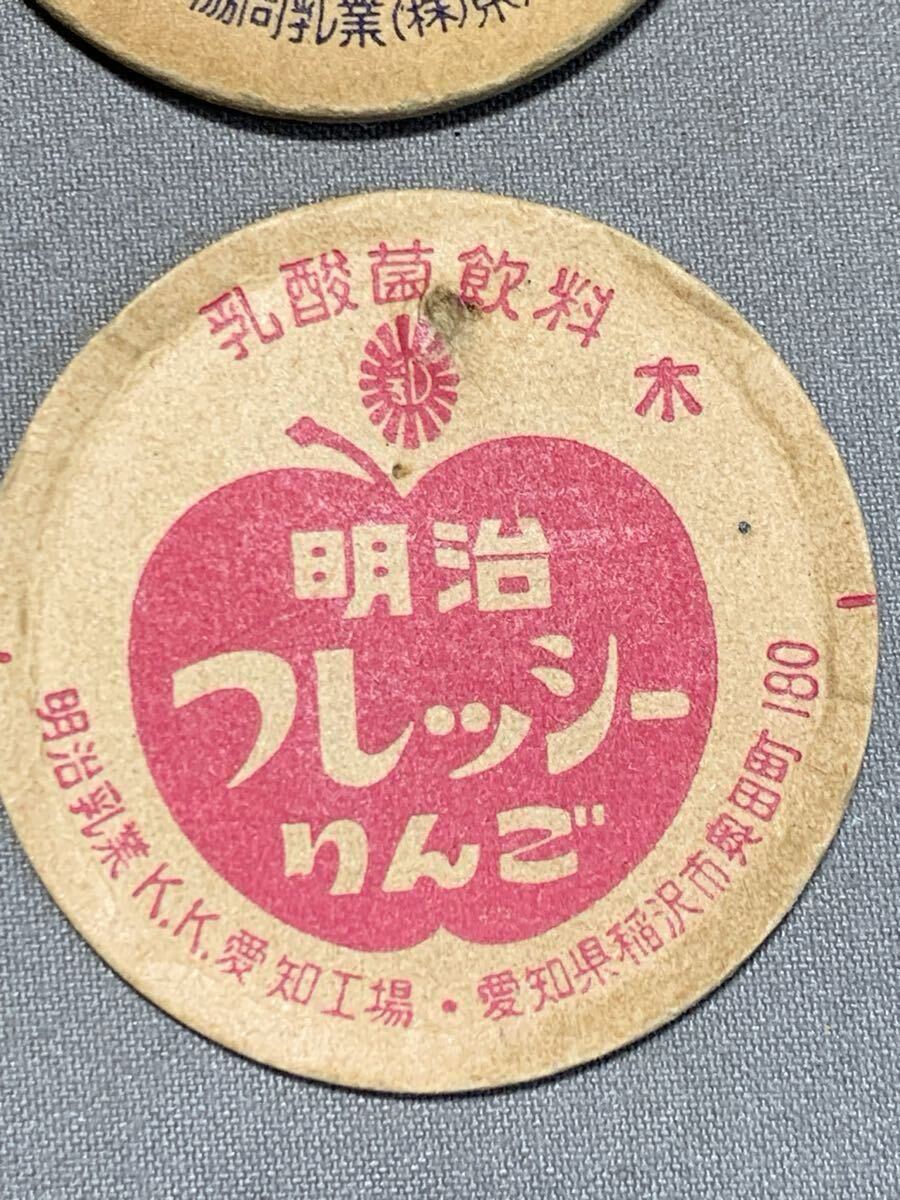 協同乳業(株)
乳酸菌飲料
木
明治
フレッシー
りんご
明治乳業K.K.愛知工場・愛知県稲沢市奥田町180